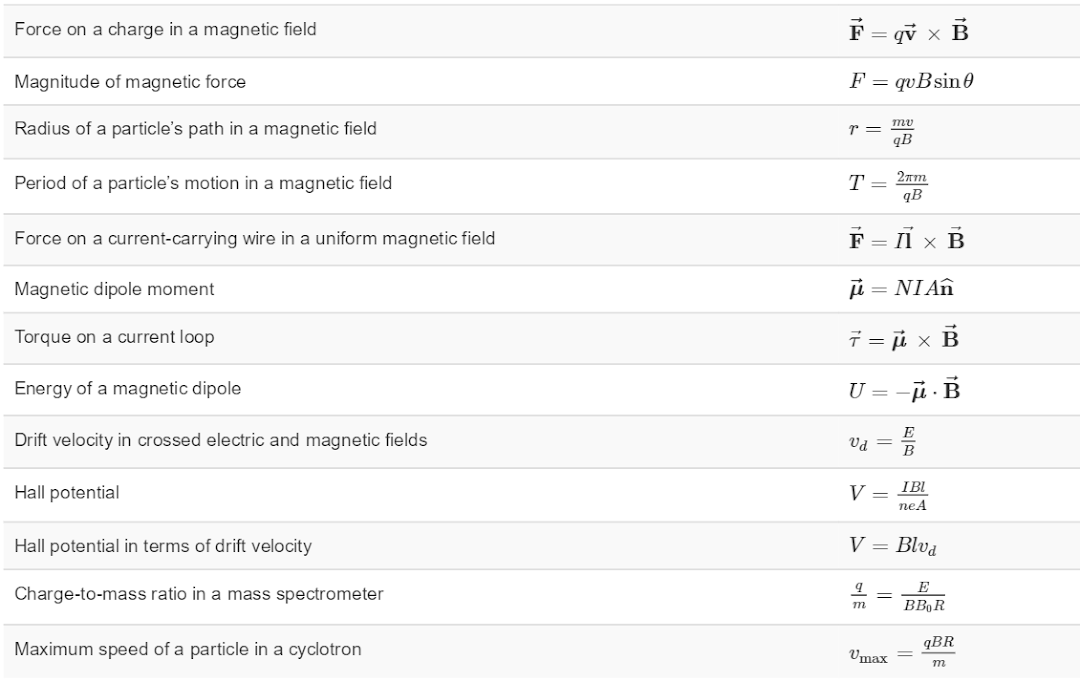 Force on a charge in a magnetic field $\vec{\mathbf{F}} = q\vec{\mathbf{v}} \times \vec{\mathbf{B}}$
Magnitude of magnetic force $F = qvB\sin\theta$
Radius of a particle’s path in a magnetic field $r = \frac{mv}{qB}$
Period of a particle’s motion in a magnetic field $T = \frac{2\pi m}{qB}$
Force on a current-carrying wire in a uniform magnetic field $\vec{\mathbf{F}} = I\vec{\mathbf{l}} \times \vec{\mathbf{B}}$
Magnetic dipole moment $\vec{\boldsymbol{\mu}} = NIA\hat{\mathbf{n}}$
Torque on a current loop $\vec{\tau} = \vec{\boldsymbol{\mu}} \times \vec{\mathbf{B}}$
Energy of a magnetic dipole $U = -\vec{\boldsymbol{\mu}} \cdot \vec{\mathbf{B}}$
Drift velocity in crossed electric and magnetic fields $v_d = \frac{E}{B}$
Hall potential $V = \frac{IBl}{neA}$
Hall potential in terms of drift velocity $V = Blv_d$
Charge-to-mass ratio in a mass spectrometer $\frac{q}{m} = \frac{E}{BB_0R}$
Maximum speed of a particle in a cyclotron $v_{\text{max}} = \frac{qBR}{m}$